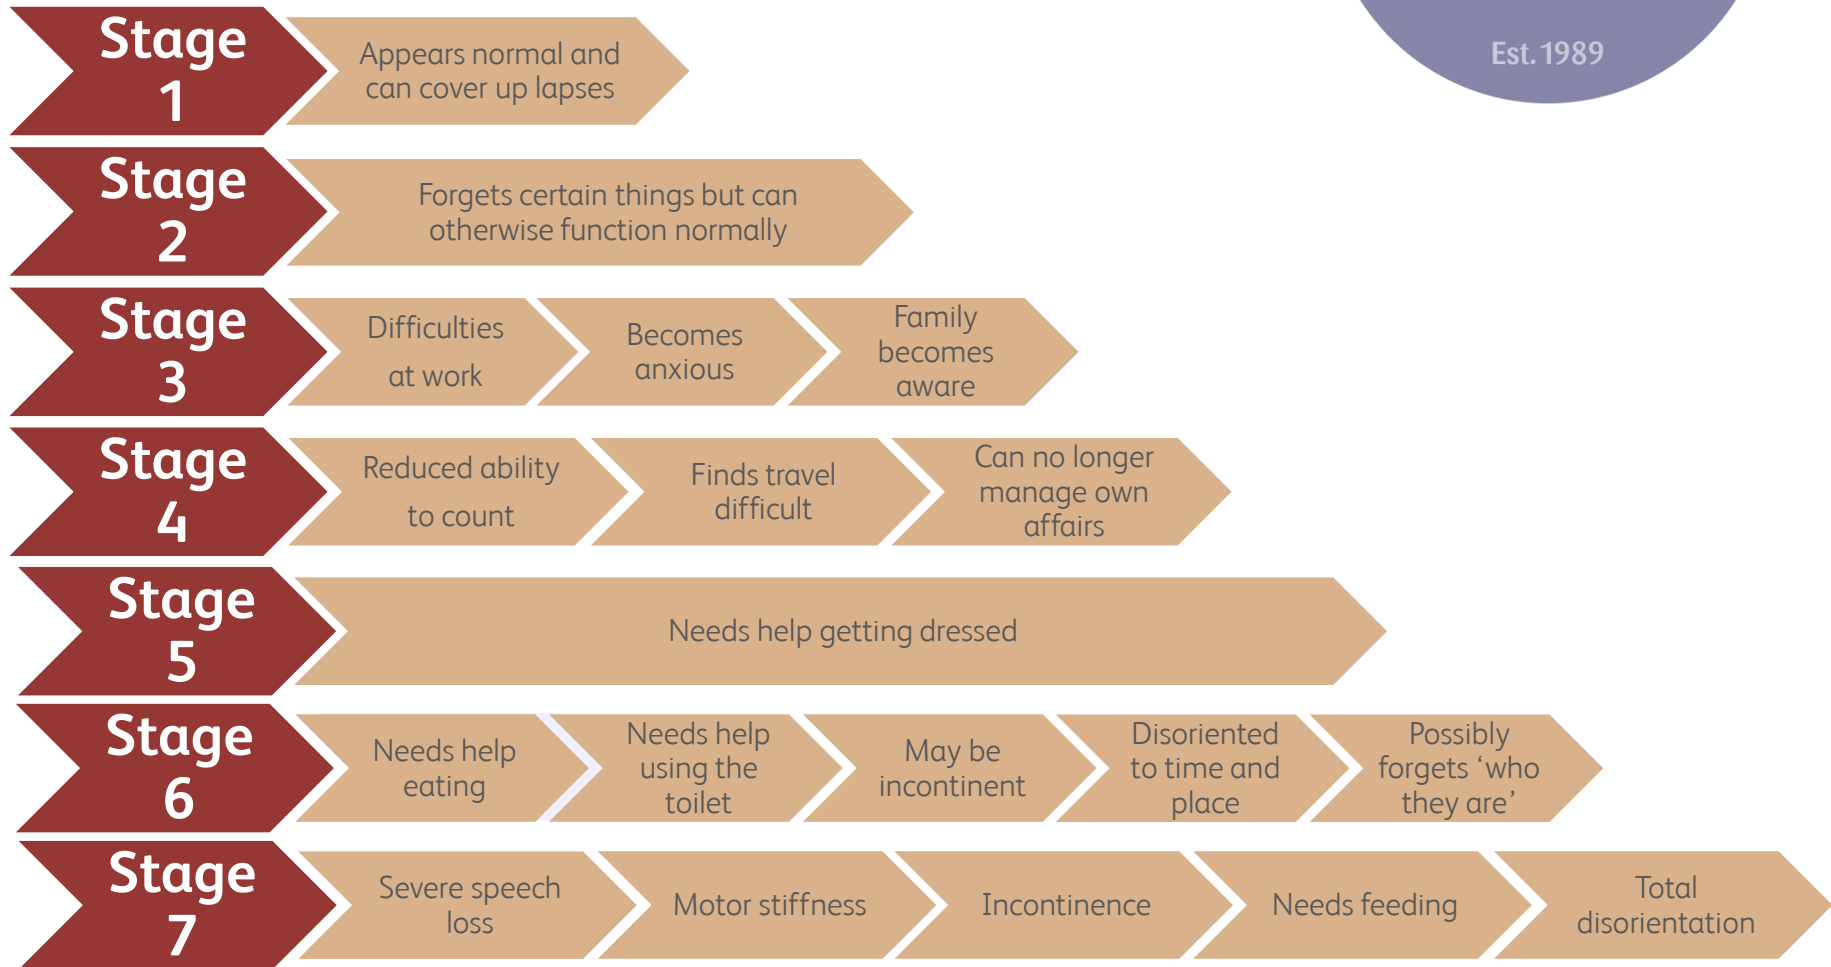 Est. 1989
Stage
1
Appears normal and
can cover up lapses
Stage
2
Forgets certain things but can
otherwise function normally
Stage
3
Difficulties
at work
Becomes
anxious
Family
becomes
aware
Stage
4
Reduced ability
to count
Finds travel
difficult
Can no longer
manage own
affairs
Stage
5
Needs help getting dressed
Stage
6
Needs help
eating
Needs help
using the
toilet
May be
incontinent
Disoriented
to time and
place
Possibly
forgets ‘who
they are’
Stage
7
Severe speech
loss
Motor stiffness
Incontinence
Needs feeding
Total
disorientation